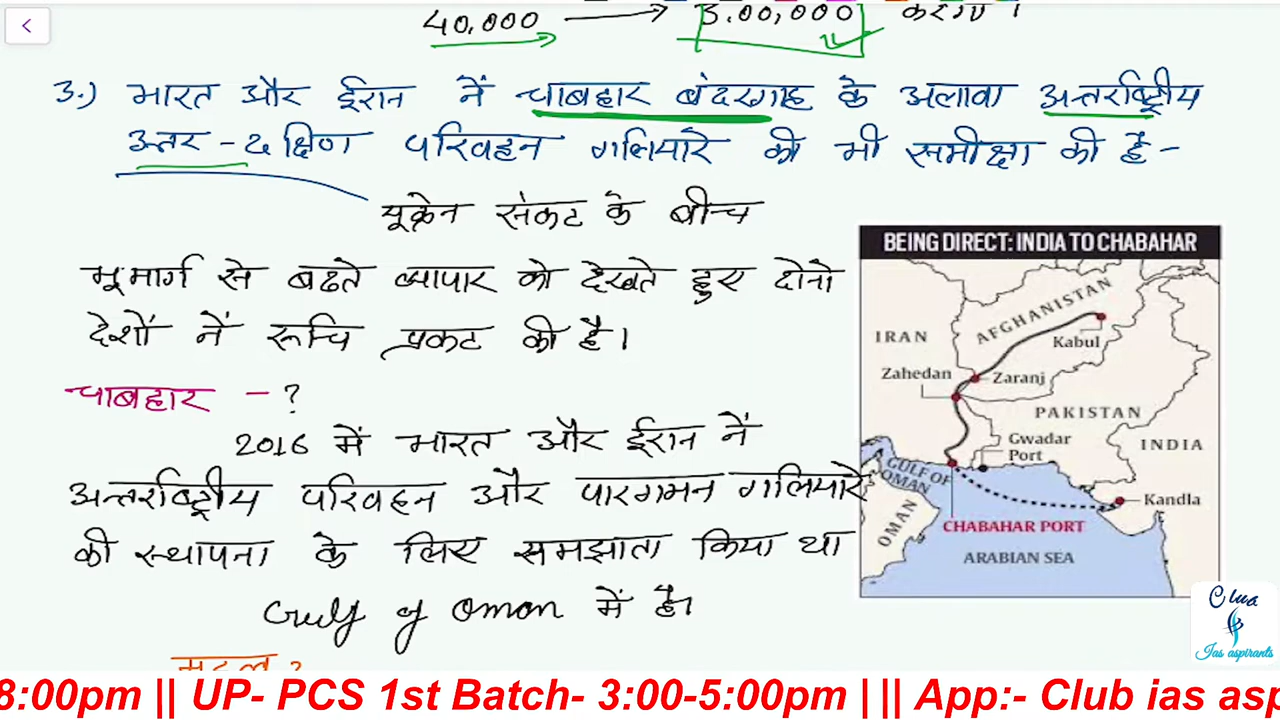 40,000 → 3,00,000 करेगा।
3.) भारत और ईरान ने चाबहार बंदरगाह के अलावा अन्तर्राष्ट्रीय
उत्तर-दक्षिण परिवहन गलियारे की भी समीक्षा की है-
यूक्रेन संकट के बीच
भूमार्ग से बढते व्यापार को देखते हुए दोनो
देशों नें रूचि प्रकट की है।
चाबहार - ?
2016 में भारत और ईरान नें
अन्तर्राष्ट्रीय परिवहन और पारगमन गलियारे
की स्थापना के लिए समझाता किया था
Gulf of Oman में है।
BEING DIRECT: INDIA TO CHABAHAR
AFGHANISTAN
IRAN
Kabul
Zahedan
Zaranj
PAKISTAN
Gwadar
Port
INDIA
GULF OF
OMAN
Kandla
OMAN
CHABAHAR PORT
ARABIAN SEA
Club
Ias aspirants
8:00pm || UP- PCS 1st Batch- 3:00-5:00pm | || App:- Club ias asp